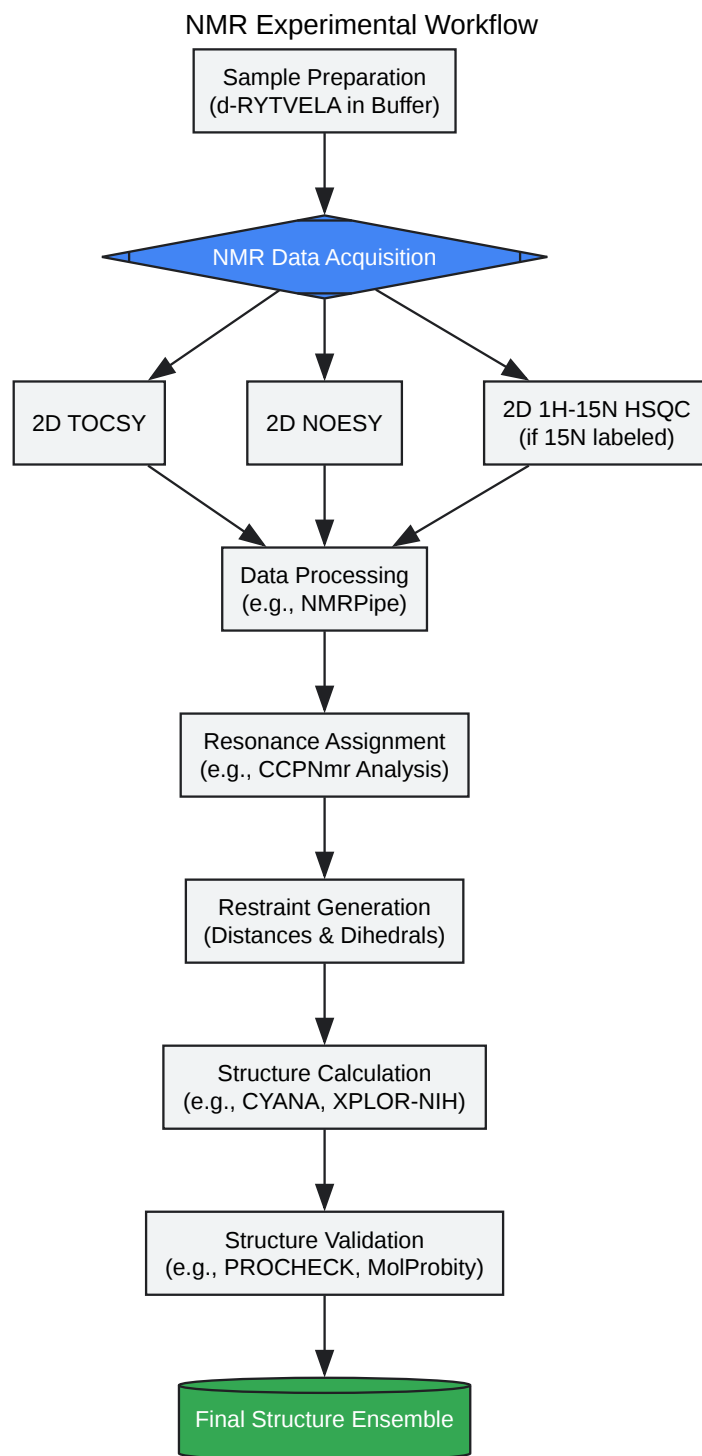 NMR Experimental Workflow
Sample Preparation
(d-RYTVELA in Buffer)
NMR Data Acquisition
2D TOCSY
2D NOESY
2D 1H-15N HSQC
(if 15N labeled)
Data Processing
(e.g., NMRPipe)
Resonance Assignment
(e.g., CCPNmr Analysis)
Restraint Generation
(Distances & Dihedrals)
Structure Calculation
(e.g., CYANA, XPLOR-NIH)
Structure Validation
(e.g., PROCHECK, MolProbity)
Final Structure Ensemble